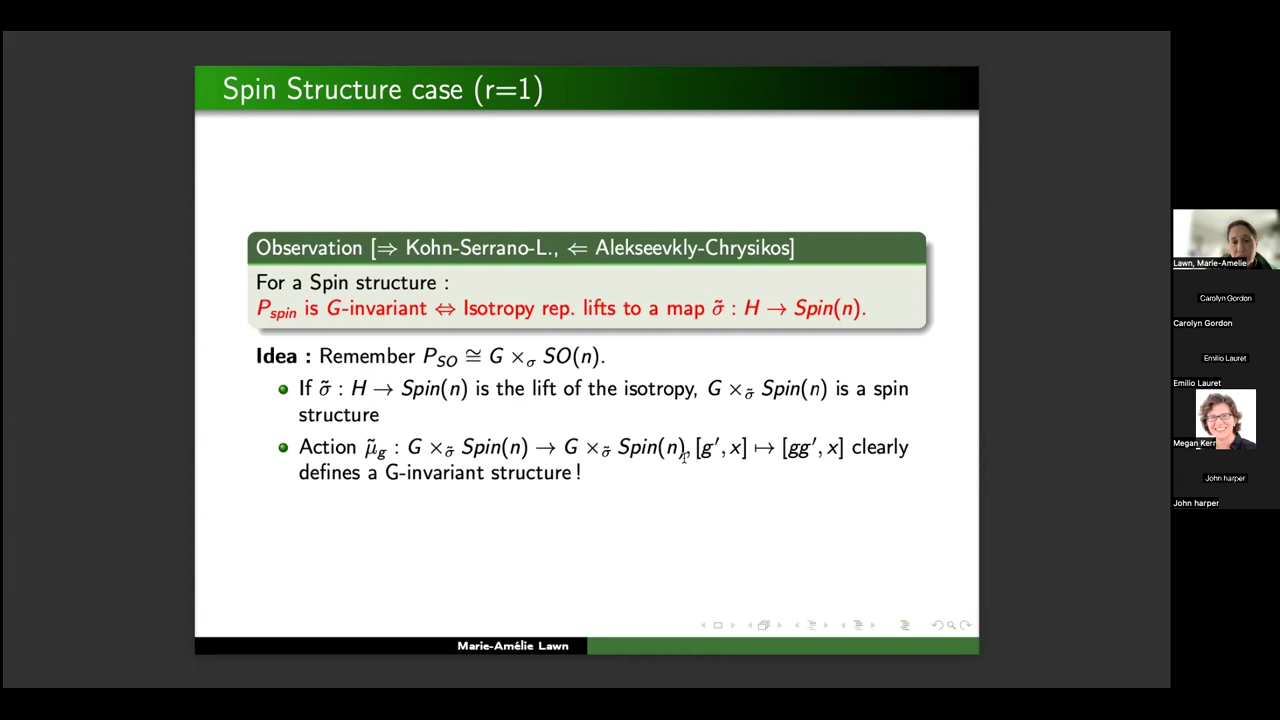 Spin Structure case (r=1)
Observation [⇒ Kohn-Serrano-L., ⇐ Alekseevkly-Chrysikos]
For a Spin structure :
P_spin is G-invariant ⇔ Isotropy rep. lifts to a map σ̃ : H → Spin(n).
Idea : Remember P_SO ≅ G ×_σ SO(n).
If σ̃ : H → Spin(n) is the lift of the isotropy, G ×_σ̃ Spin(n) is a spin
structure
Action μ̃_g : G ×_σ̃ Spin(n) → G ×_σ̃ Spin(n), [g′, x] ↦ [gg′, x] clearly
defines a G-invariant structure !
Marie-Amélie Lawn
Lawn, Marie-Amelie
Carolyn Gordon
Carolyn Gordon
Emilio Lauret
Emilio Lauret
Megan Kerr
John harper
John harper